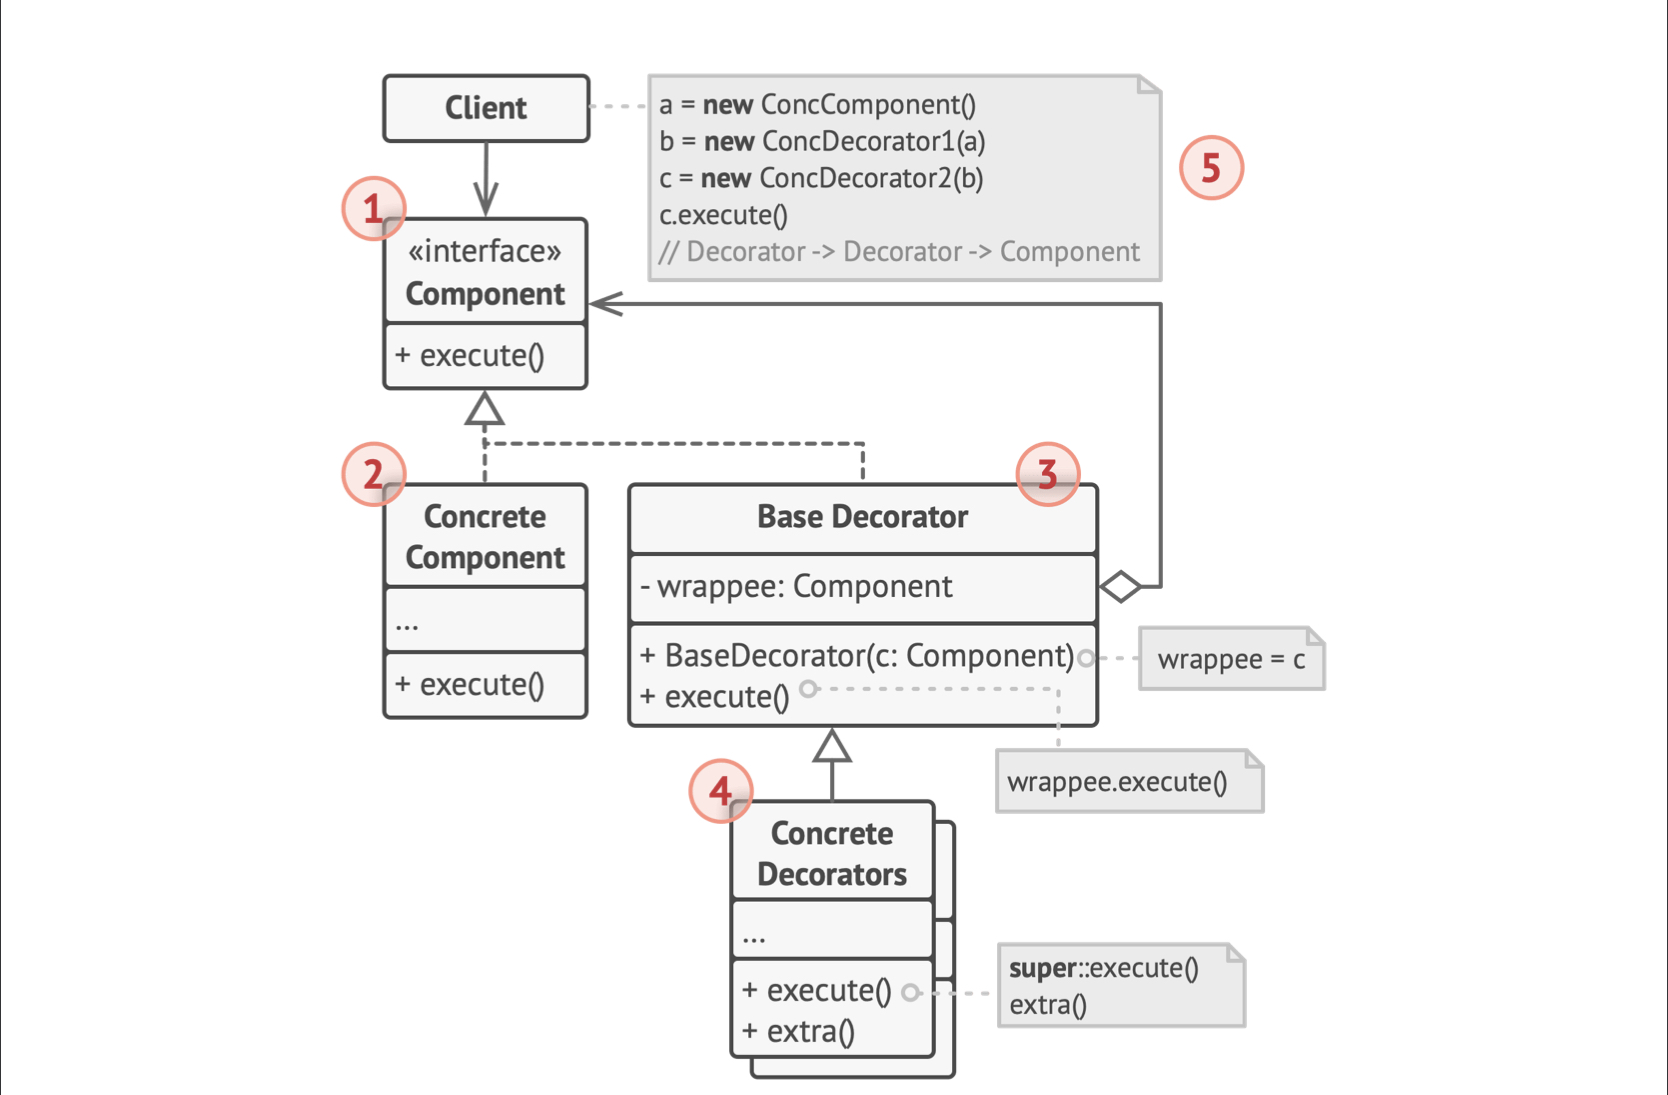 Client
a = new ConcComponent()
b = new ConcDecorator1(a)
c = new ConcDecorator2(b)
c.execute()
// Decorator -> Decorator -> Component
5
1
«interface»
Component
+ execute()
2
Concrete
Component
...
+ execute()
3
Base Decorator
- wrappee: Component
+ BaseDecorator(c: Component)
+ execute()
wrappee = c
wrappee.execute()
4
Concrete
Decorators
...
+ execute()
+ extra()
super::execute()
extra()